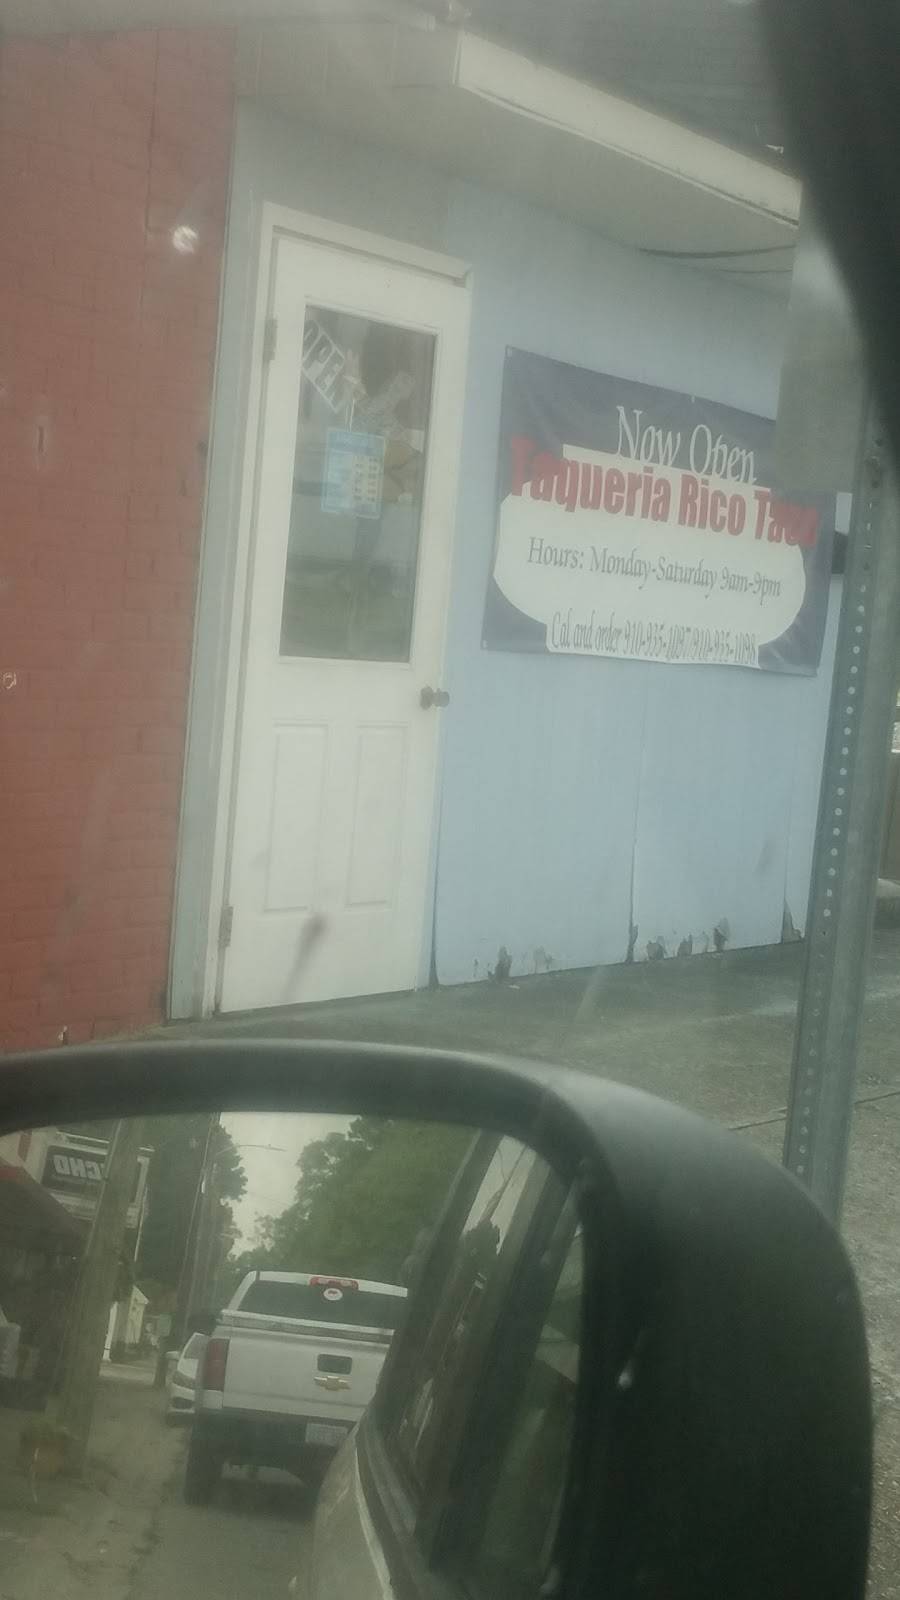 OPEN
Now Open
Taqueria Rico Taco
Hours: Monday-Saturday 9am-9pm
Cal and order 910-935-1097/910-935-1098